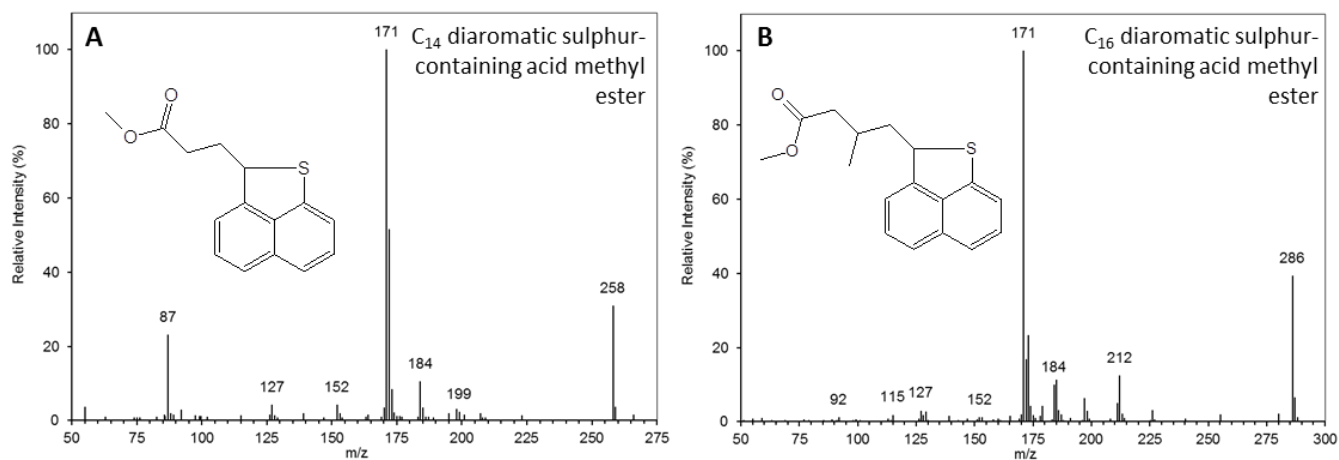 A
C14 diaromatic sulphur-
containing acid methyl
ester
Relative Intensity (%)
100
80
60
40
20
0
171
258
87
184
127
152
199
O
O
S
50
75
100
125
150
175
200
225
250
275
m/z
B
C16 diaromatic sulphur-
containing acid methyl
ester
Relative Intensity (%)
100
80
60
40
20
0
171
286
212
184
92
115
127
152
O
O
S
50
75
100
125
150
175
200
225
250
275
300
m/z